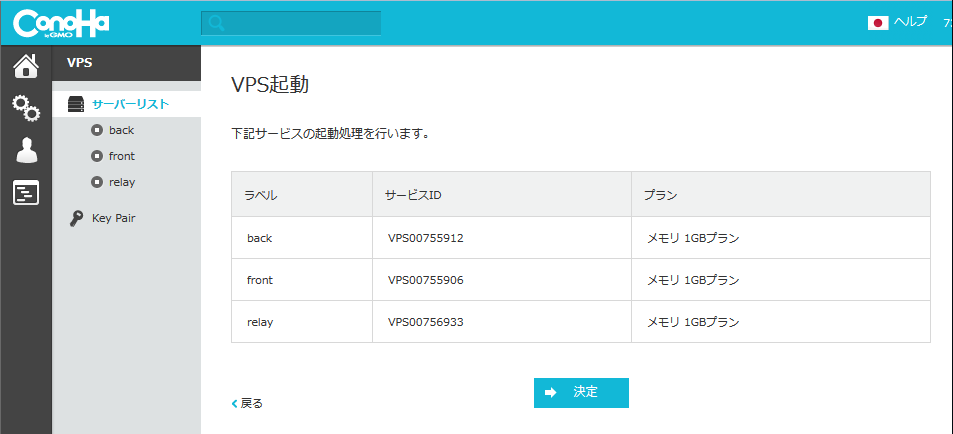 ConoHa
by GMO
ヘルプ
VPS
サーバーリスト
back
front
relay
Key Pair
VPS起動
下記サービスの起動処理を行います。
ラベル サービスID プラン
back VPS00755912 メモリ 1GBプラン
front VPS00755906 メモリ 1GBプラン
relay VPS00756933 メモリ 1GBプラン
戻る
決定